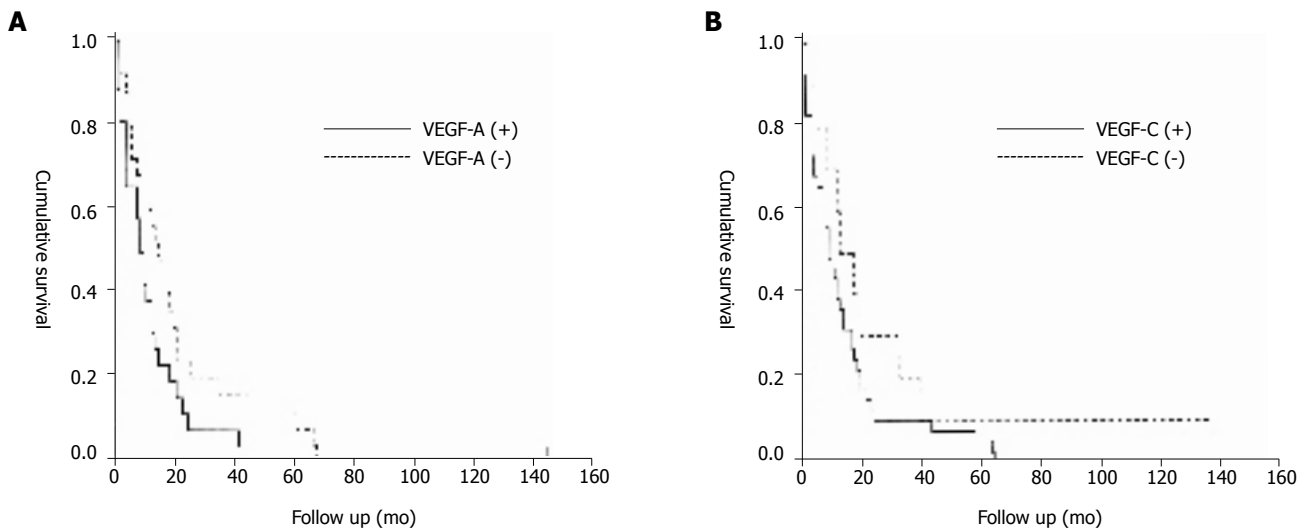 A
1.0
0.8
0.6
0.4
0.2
0.0
Cumulative survival
VEGF-A (+)
VEGF-A (-)
0 20 40 60 80 100 120 140 160
Follow up (mo)
B
1.0
0.8
0.6
0.4
0.2
0.0
Cumulative survival
VEGF-C (+)
VEGF-C (-)
0 20 40 60 80 100 120 140 160
Follow up (mo)